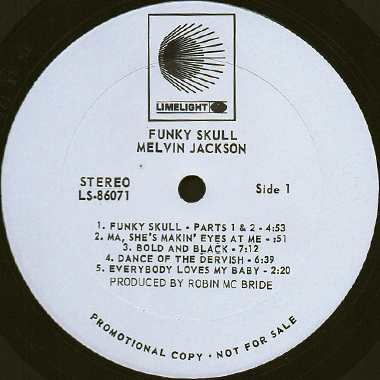 LIMELIGHT
FUNKY SKULL
MELVIN JACKSON
STEREO
LS-86071
Side 1
1. FUNKY SKULL - PARTS 1 & 2 - 4:53
2. MA, SHE'S MAKIN' EYES AT ME - :51
3. BOLD AND BLACK - 7:12
4. DANCE OF THE DERVISH - 6:39
5. EVERYBODY LOVES MY BABY - 2:20
PRODUCED BY ROBIN MC BRIDE
PROMOTIONAL COPY • NOT FOR SALE